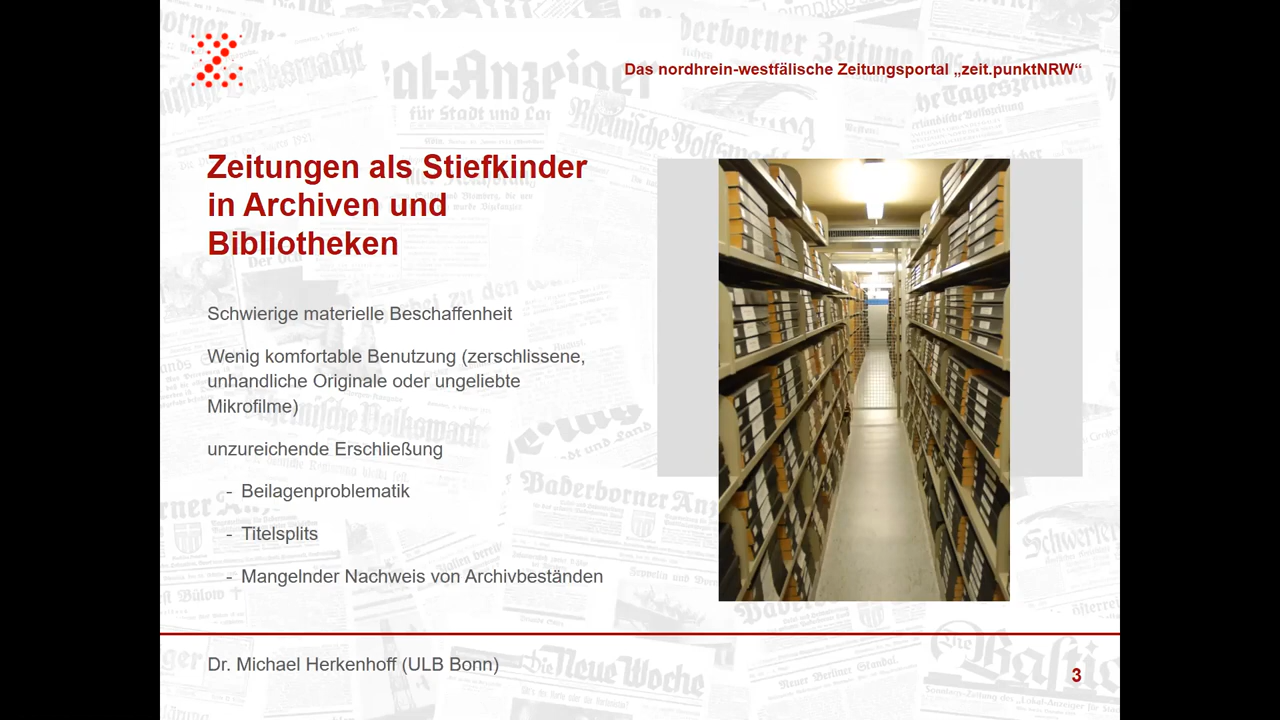 Das nordhrein-westfälische Zeitungsportal „zeit.punktNRW“
Zeitungen als Stiefkinder
in Archiven und
Bibliotheken
Schwierige materielle Beschaffenheit
Wenig komfortable Benutzung (zerschlissene,
unhandliche Originale oder ungeliebte
Mikrofilme)
unzureichende Erschließung
- Beilagenproblematik
- Titelsplits
- Mangelnder Nachweis von Archivbeständen
Dr. Michael Herkenhoff (ULB Bonn)
3